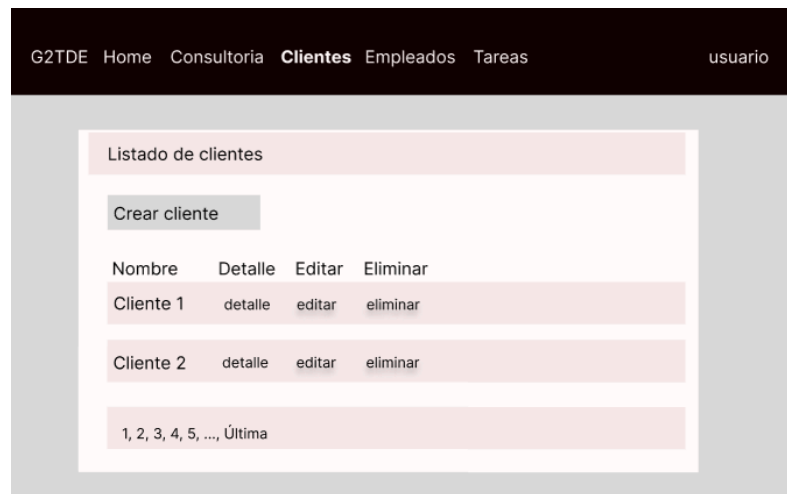 G2TDE Home Consultoria Clientes Empleados Tareas usuario
Listado de clientes
Crear cliente
Nombre Detalle Editar Eliminar
Cliente 1 detalle editar eliminar
Cliente 2 detalle editar eliminar
1, 2, 3, 4, 5, ..., Última